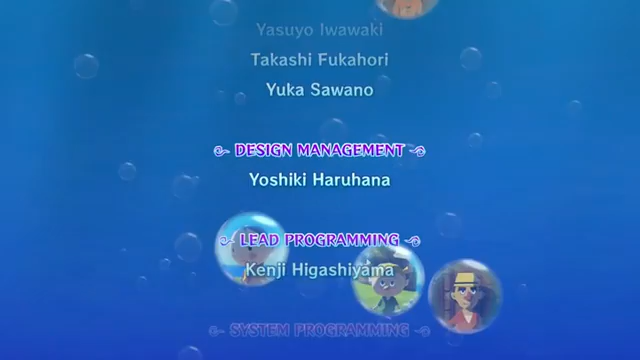 Yasuyo Iwawaki
Takashi Fukahori
Yuka Sawano
DESIGN MANAGEMENT
Yoshiki Haruhana
LEAD PROGRAMMING
Kenji Higashiyama
SYSTEM PROGRAMMING